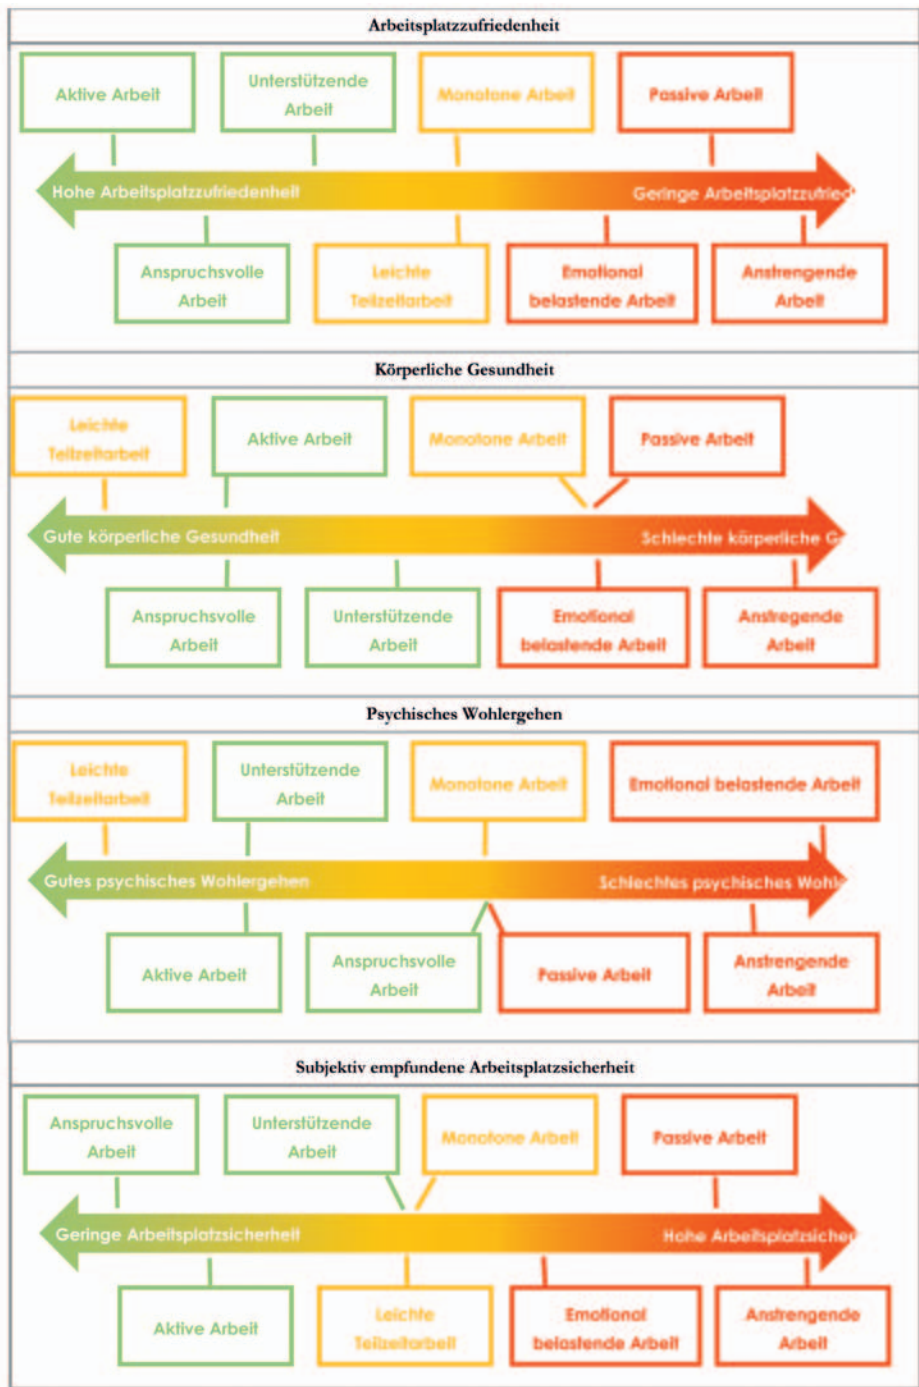 Arbeitsplatzzufriedenheit
Aktive Arbeit
Unterstützende
Arbeit
Monotone Arbeit
Passive Arbeit
Hohe Arbeitsplatzzufriedenheit
Geringe Arbeitsplatzzufried
Anspruchsvolle
Arbeit
Leichte
Teilzeitarbeit
Emotional
belastende Arbeit
Anstrengende
Arbeit
Körperliche Gesundheit
Leichte
Teilzeitarbeit
Aktive Arbeit
Monotone Arbeit
Passive Arbeit
Gute körperliche Gesundheit
Schlechte körperliche G
Anspruchsvolle
Arbeit
Unterstützende
Arbeit
Emotional
belastende Arbeit
Anstregende
Arbeit
Psychisches Wohlergehen
Leichte
Teilzeitarbeit
Unterstützende
Arbeit
Monotone Arbeit
Emotional belastende Arbeit
Gutes psychisches Wohlergehen
Schlechtes psychisches Wohle
Aktive Arbeit
Anspruchsvolle
Arbeit
Passive Arbeit
Anstrengende
Arbeit
Subjektiv empfundene Arbeitsplatzsicherheit
Anspruchsvolle
Arbeit
Unterstützende
Arbeit
Monotone Arbeit
Passive Arbeit
Geringe Arbeitsplatzsicherheit
Hohe Arbeitsplatzsicher
Aktive Arbeit
Leichte
Teilzeitarbeit
Emotional
belastende Arbeit
Anstrengende
Arbeit